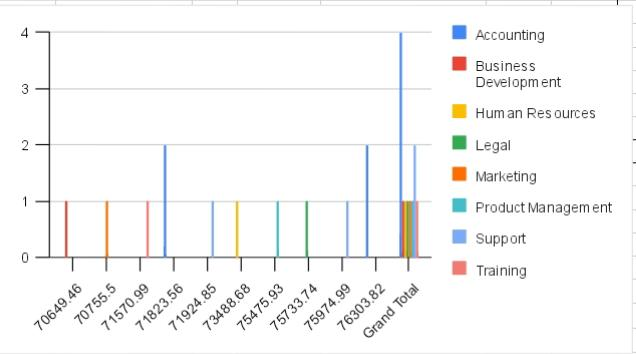 4
3
2
1
0
70649.46
70755.5
71570.99
71823.56
71924.85
73488.68
75475.93
75733.74
75974.99
76303.82
Grand Total
Accounting
Business
Development
Human Resources
Legal
Marketing
Product Management
Support
Training